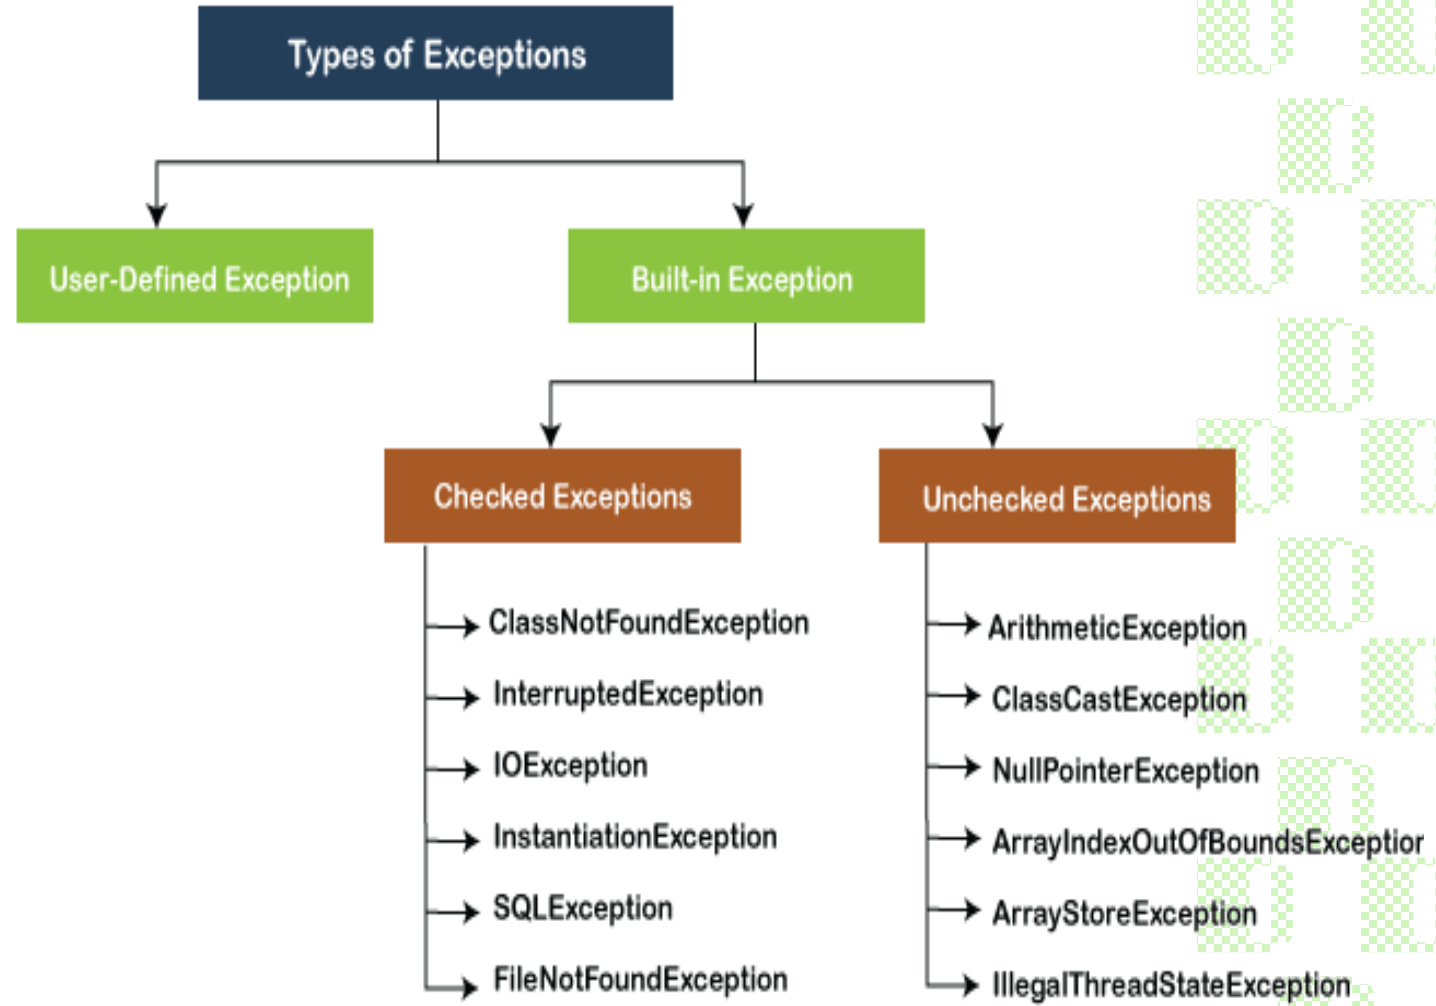 Types of Exceptions
User-Defined Exception
Built-in Exception
Checked Exceptions
Unchecked Exceptions
ClassNotFoundException
InterruptedException
IOException
InstantiationException
SQLException
FileNotFoundException
ArithmeticException
ClassCastException
NullPointerException
ArrayIndexOutOfBoundsException
ArrayStoreException
IllegalThreadStateException